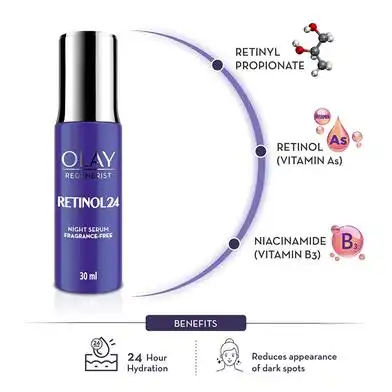 OLAY
REGENERIST
RETINOL24
NIGHT SERUM
FRAGRANCE-FREE
30 ml
RETINYL
PROPIONATE
RETINOL
(VITAMIN As)
As
NIACINAMIDE
(VITAMIN B3)
B3
BENEFITS
24
24 Hour
Hydration
Reduces appearance
of dark spots